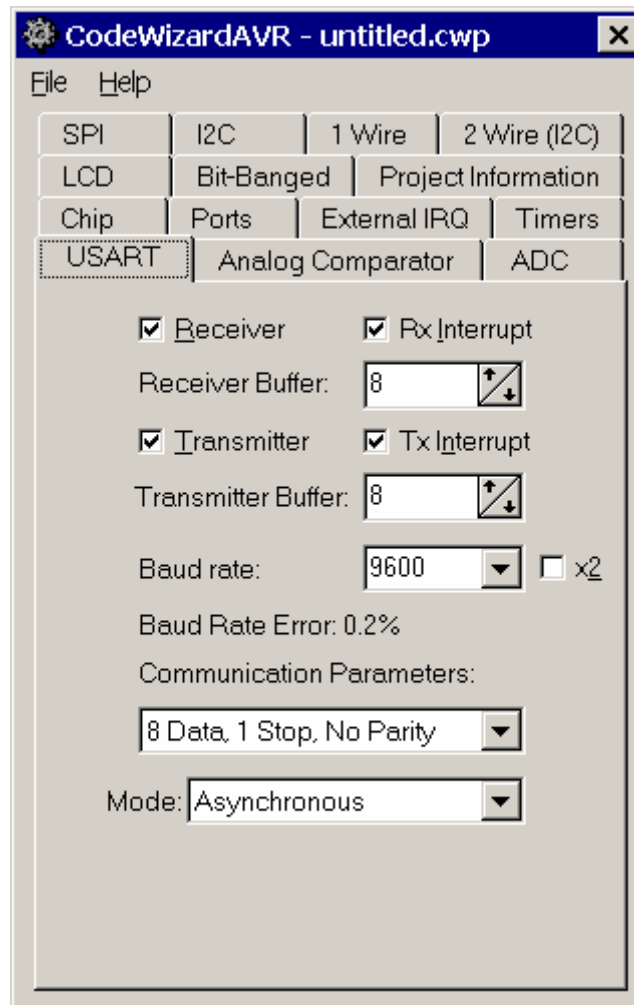 CodeWizardAVR - untitled.cwp
File Help
SPI I2C 1 Wire 2 Wire (I2C)
LCD Bit-Banged Project Information
Chip Ports External IRQ Timers
USART Analog Comparator ADC
Receiver Rx Interrupt
Receiver Buffer: 8
Transmitter Tx Interrupt
Transmitter Buffer: 8
Baud rate: 9600 x2
Baud Rate Error: 0.2%
Communication Parameters:
8 Data, 1 Stop, No Parity
Mode: Asynchronous